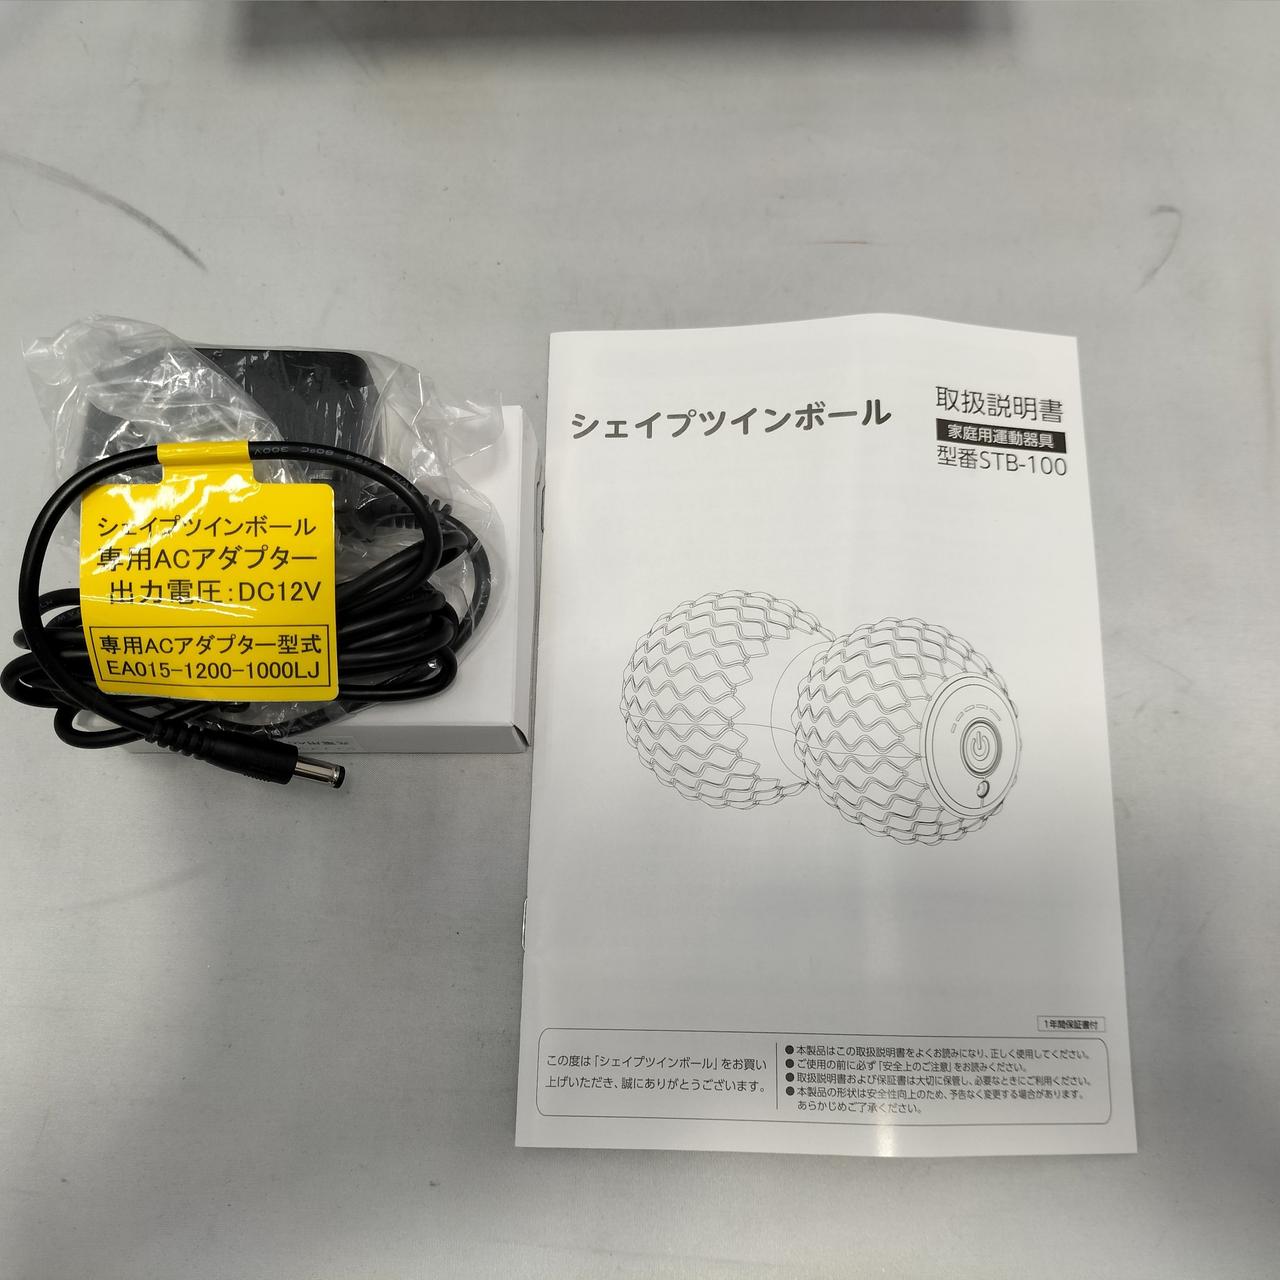 シェイプツインボール
専用ACアダプター
出力電圧:DC12V
専用ACアダプター型式
EA015-1200-1000LJ
80℃ 300V
シェイプツインボール
取扱説明書
家庭用運動器具
型番STB-100
1年間保証書付
この度は「シェイプツインボール」をお買い
上げいただき、誠にありがとうございます。
●本製品はこの取扱説明書をよくお読みになり、正しく使用してください。
●ご使用の前に必ず「安全上のご注意」をお読みください。
●取扱説明書および保証書は大切に保管し、必要なときにご利用ください。
●本製品の形状は安全性向上のため、予告なく変更する場合があります。
あらかじめご了承ください。